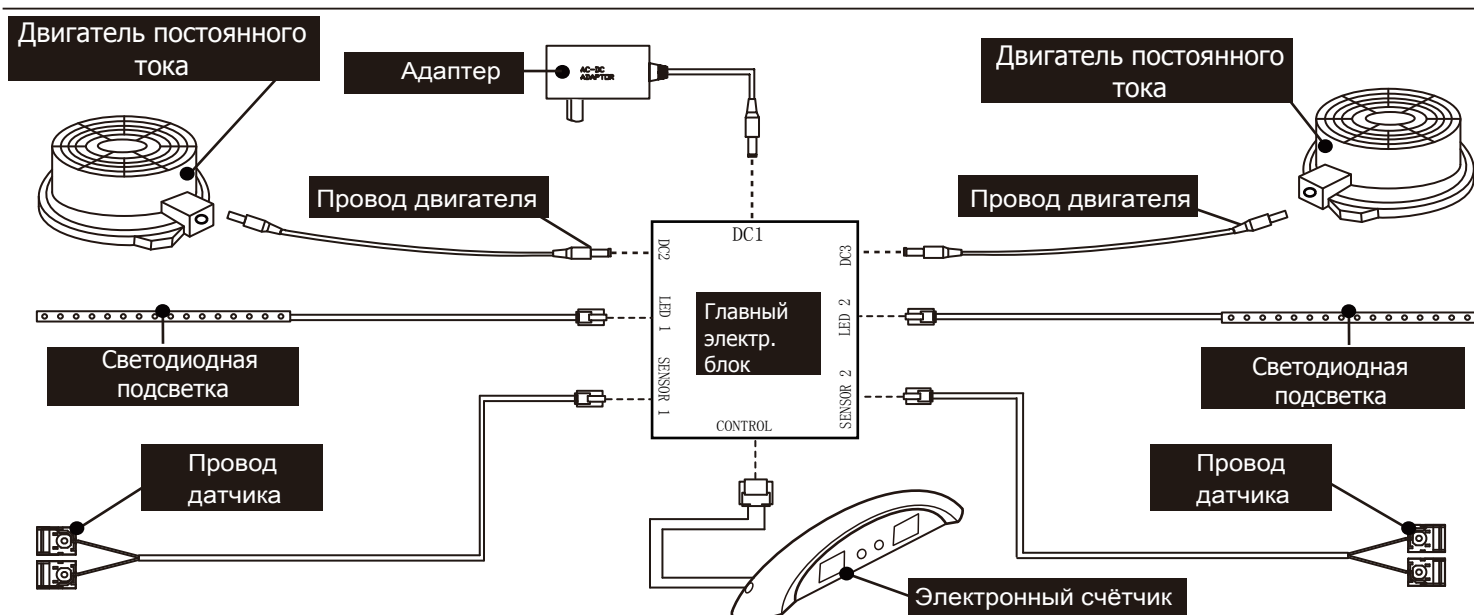 Двигатель постоянного
тока
Адаптер
AC-DC
ADAPTER
Двигатель постоянного
тока
Провод двигателя
Провод двигателя
DC1
DC2
DC3
LED 1
LED 2
Главный
электр.
блок
Светодиодная
подсветка
Светодиодная
подсветка
SENSOR 1
SENSOR 2
CONTROL
Провод
датчика
Провод
датчика
Электронный счётчик